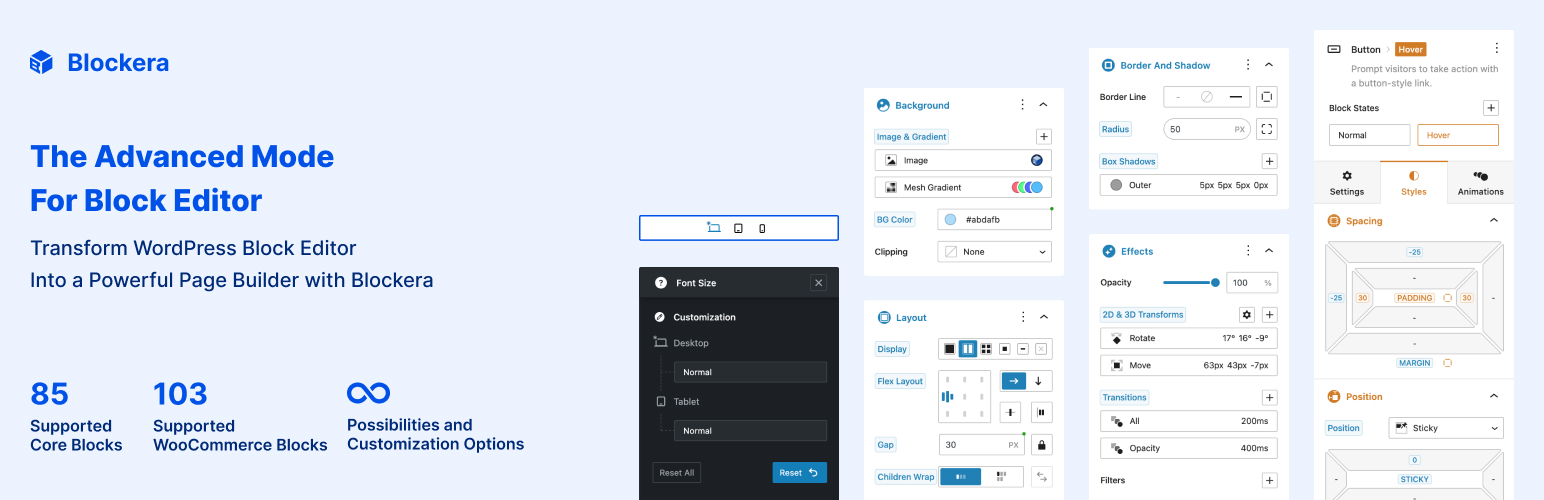 Blockera
The Advanced Mode
For Block Editor
Transform WordPress Block Editor
Into a Powerful Page Builder with Blockera
85
Supported
Core Blocks
103
Supported
WooCommerce Blocks
Possibilities and
Customization Options
Font Size
Customization
Desktop
Normal
Tablet
Normal
Reset All
Reset
Background
Image & Gradient
Image
Mesh Gradient
BG Color
#abdafb
Clipping
None
Layout
Display
Flex Layout
Gap
30
PX
Children Wrap
Border And Shadow
Border Line
-
Radius
50
PX
Box Shadows
Outer
5px 5px 5px 0px
Effects
Opacity
100
%
2D & 3D Transforms
Rotate
17° 16° -9°
Move
63px 43px -7px
Transitions
All
200ms
Opacity
400ms
Filters
Button
Hover
Prompt visitors to take action with
a button-style link.
Block States
Normal
Hover
Settings
Styles
Animations
Spacing
-25
-
-25
30
PADDING
30
-
-
-
MARGIN
Position
Position
Sticky
0
-
STICKY
-